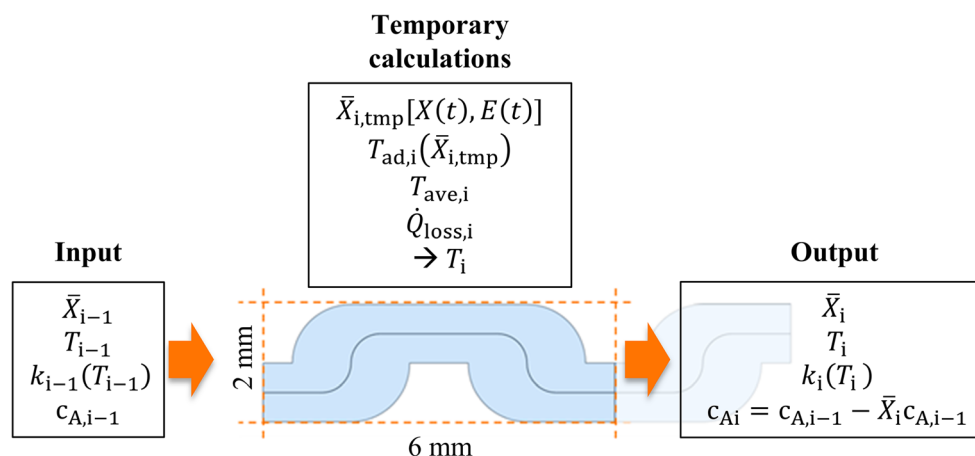 Temporary
calculations
X̄i,tmp[X(t), E(t)]
Tad,i(X̄i,tmp)
Tave,i
Q̇loss,i
→ Ti
Input
X̄i−1
Ti−1
ki−1(Ti−1)
cA,i−1
2 mm
6 mm
Output
X̄i
Ti
ki(Ti)
cAi = cA,i−1 − X̄icA,i−1